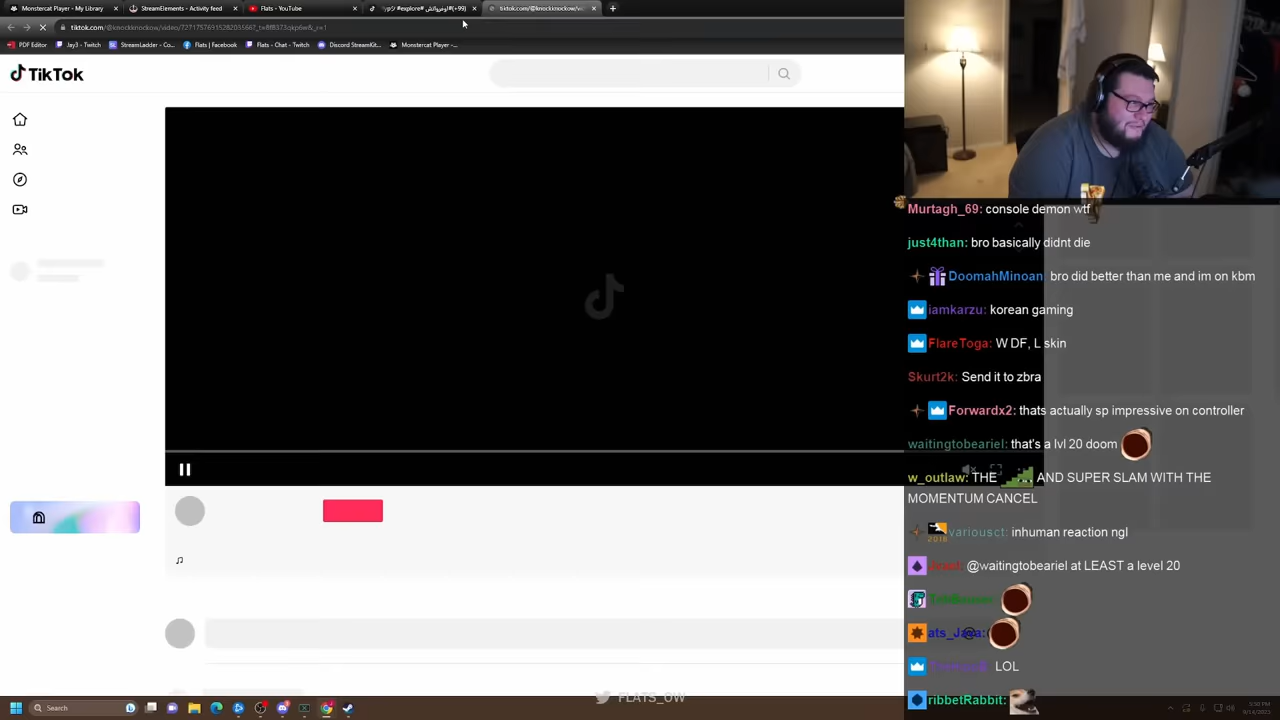 Monstercat Player - My Library
StreamElements - Activity feed
Flats - YouTube
tiktok.com/@knockknockow/vi
PDF Editor
Jay3 - Twitch
StreamLadder - Co...
Flats | Facebook
Flats - Chat - Twitch
Discord StreamKit...
Monstercat Player -...
TikTok
Murtagh_69: console demon wtf
just4than: bro basically didnt die
DoomahMinoan: bro did better than me and im on kbm
iamkarzu: korean gaming
FlareToga: W DF, L skin
Skurt2k: Send it to zbra
Forwardx2: thats actually sp impressive on controller
waitingtobeariel: that's a lvl 20 doom
w_outlaw: THE AND SUPER SLAM WITH THE
MOMENTUM CANCEL
variousct: inhuman reaction ngl
@waitingtobeariel at LEAST a level 20
LOL
ribbetRabbit:
FLATS_OW
Search